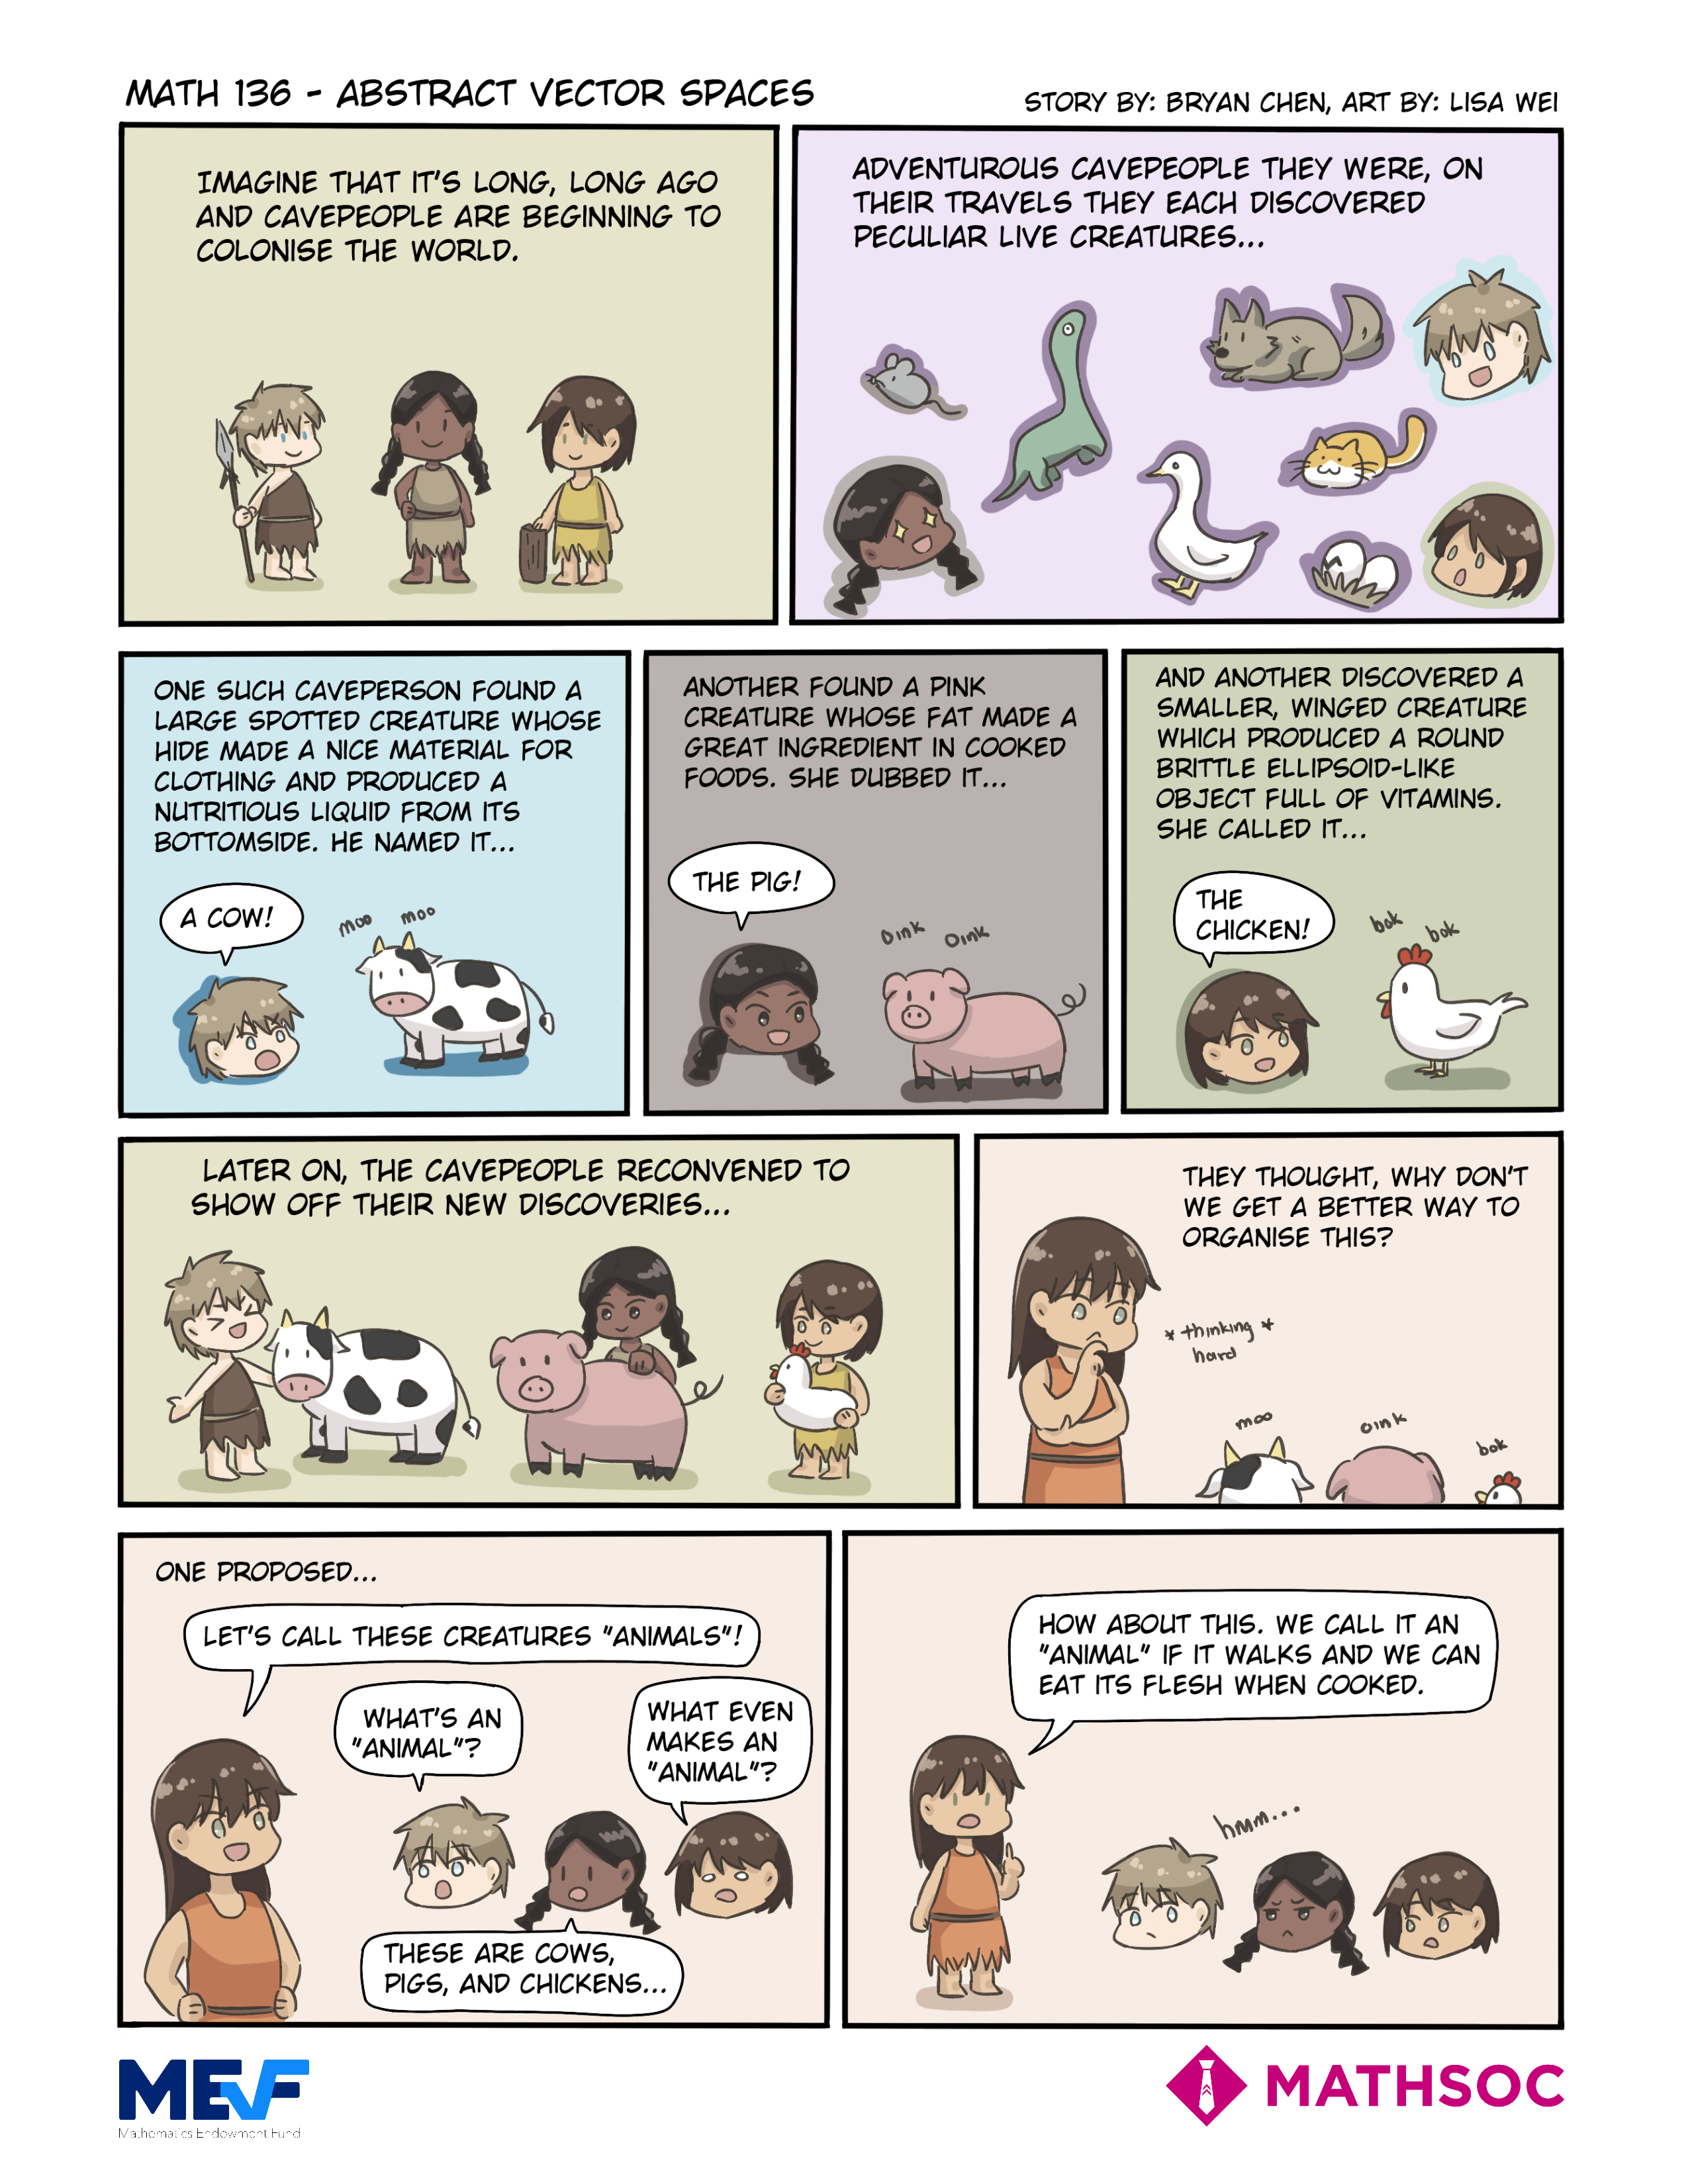 MATH 136 - ABSTRACT VECTOR SPACES
STORY BY: BRYAN CHEN, ART BY: LISA WEI
IMAGINE THAT IT'S LONG, LONG AGO
AND CAVEPEOPLE ARE BEGINNING TO
COLONISE THE WORLD.
ADVENTUROUS CAVEPEOPLE THEY WERE, ON
THEIR TRAVELS THEY EACH DISCOVERED
PECULIAR LIVE CREATURES...
ONE SUCH CAVEPERSON FOUND A
LARGE SPOTTED CREATURE WHOSE
HIDE MADE A NICE MATERIAL FOR
CLOTHING AND PRODUCED A
NUTRITIOUS LIQUID FROM ITS
BOTTOMSIDE. HE NAMED IT...
A COW!
moo moo
ANOTHER FOUND A PINK
CREATURE WHOSE FAT MADE A
GREAT INGREDIENT IN COOKED
FOODS. SHE DUBBED IT...
THE PIG!
oink oink
AND ANOTHER DISCOVERED A
SMALLER, WINGED CREATURE
WHICH PRODUCED A ROUND
BRITTLE ELLIPSOID-LIKE
OBJECT FULL OF VITAMINS.
SHE CALLED IT...
THE
CHICKEN!
bok bok
LATER ON, THE CAVEPEOPLE RECONVENED TO
SHOW OFF THEIR NEW DISCOVERIES...
THEY THOUGHT, WHY DON'T
WE GET A BETTER WAY TO
ORGANISE THIS?
* thinking *
hard
moo
oink
bok
ONE PROPOSED...
LET'S CALL THESE CREATURES "ANIMALS"!
WHAT'S AN
"ANIMAL"?
WHAT EVEN
MAKES AN
"ANIMAL"?
THESE ARE COWS,
PIGS, AND CHICKENS...
HOW ABOUT THIS. WE CALL IT AN
"ANIMAL" IF IT WALKS AND WE CAN
EAT ITS FLESH WHEN COOKED.
hmm...
MEF
Mathematics Endowment Fund
MATHSOC